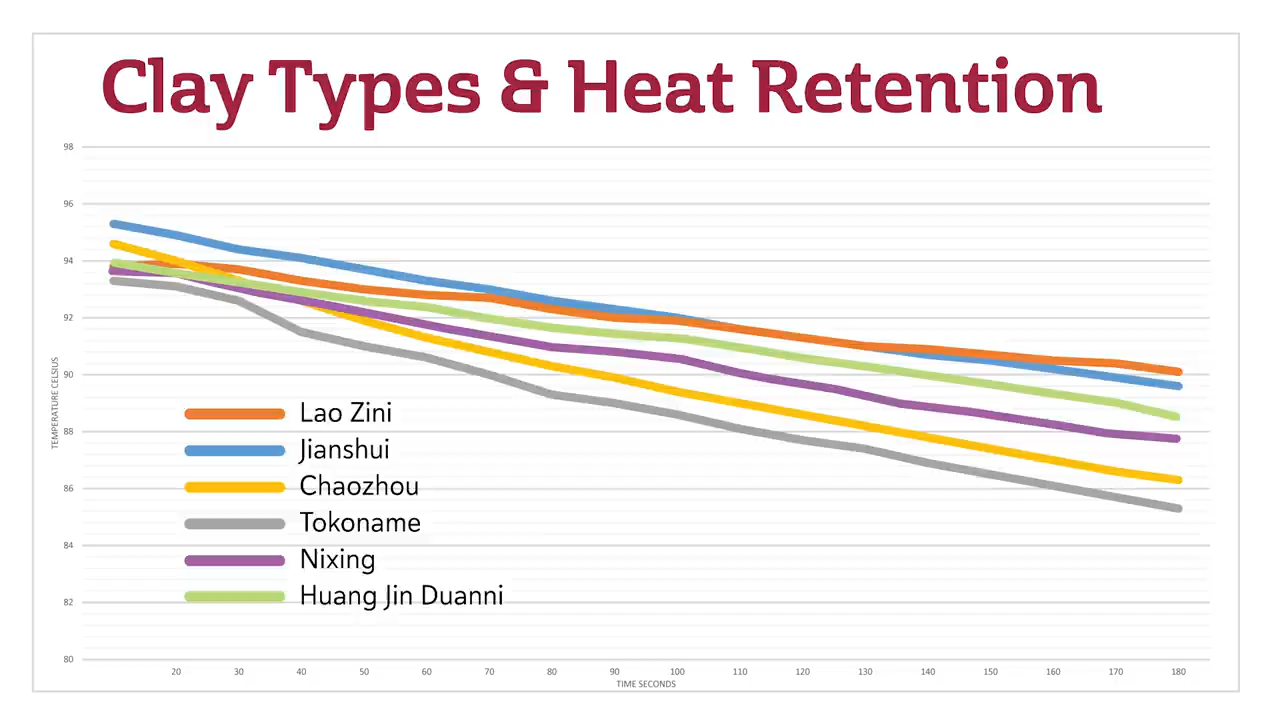 Clay Types & Heat Retention
98
96
94
92
90
88
86
84
82
80
TEMPERATURE CELSIUS
Lao Zini
Jianshui
Chaozhou
Tokoname
Nixing
Huang Jin Duanni
20 30 40 50 60 70 80 90 100 110 120 130 140 150 160 170 180
TIME SECONDS